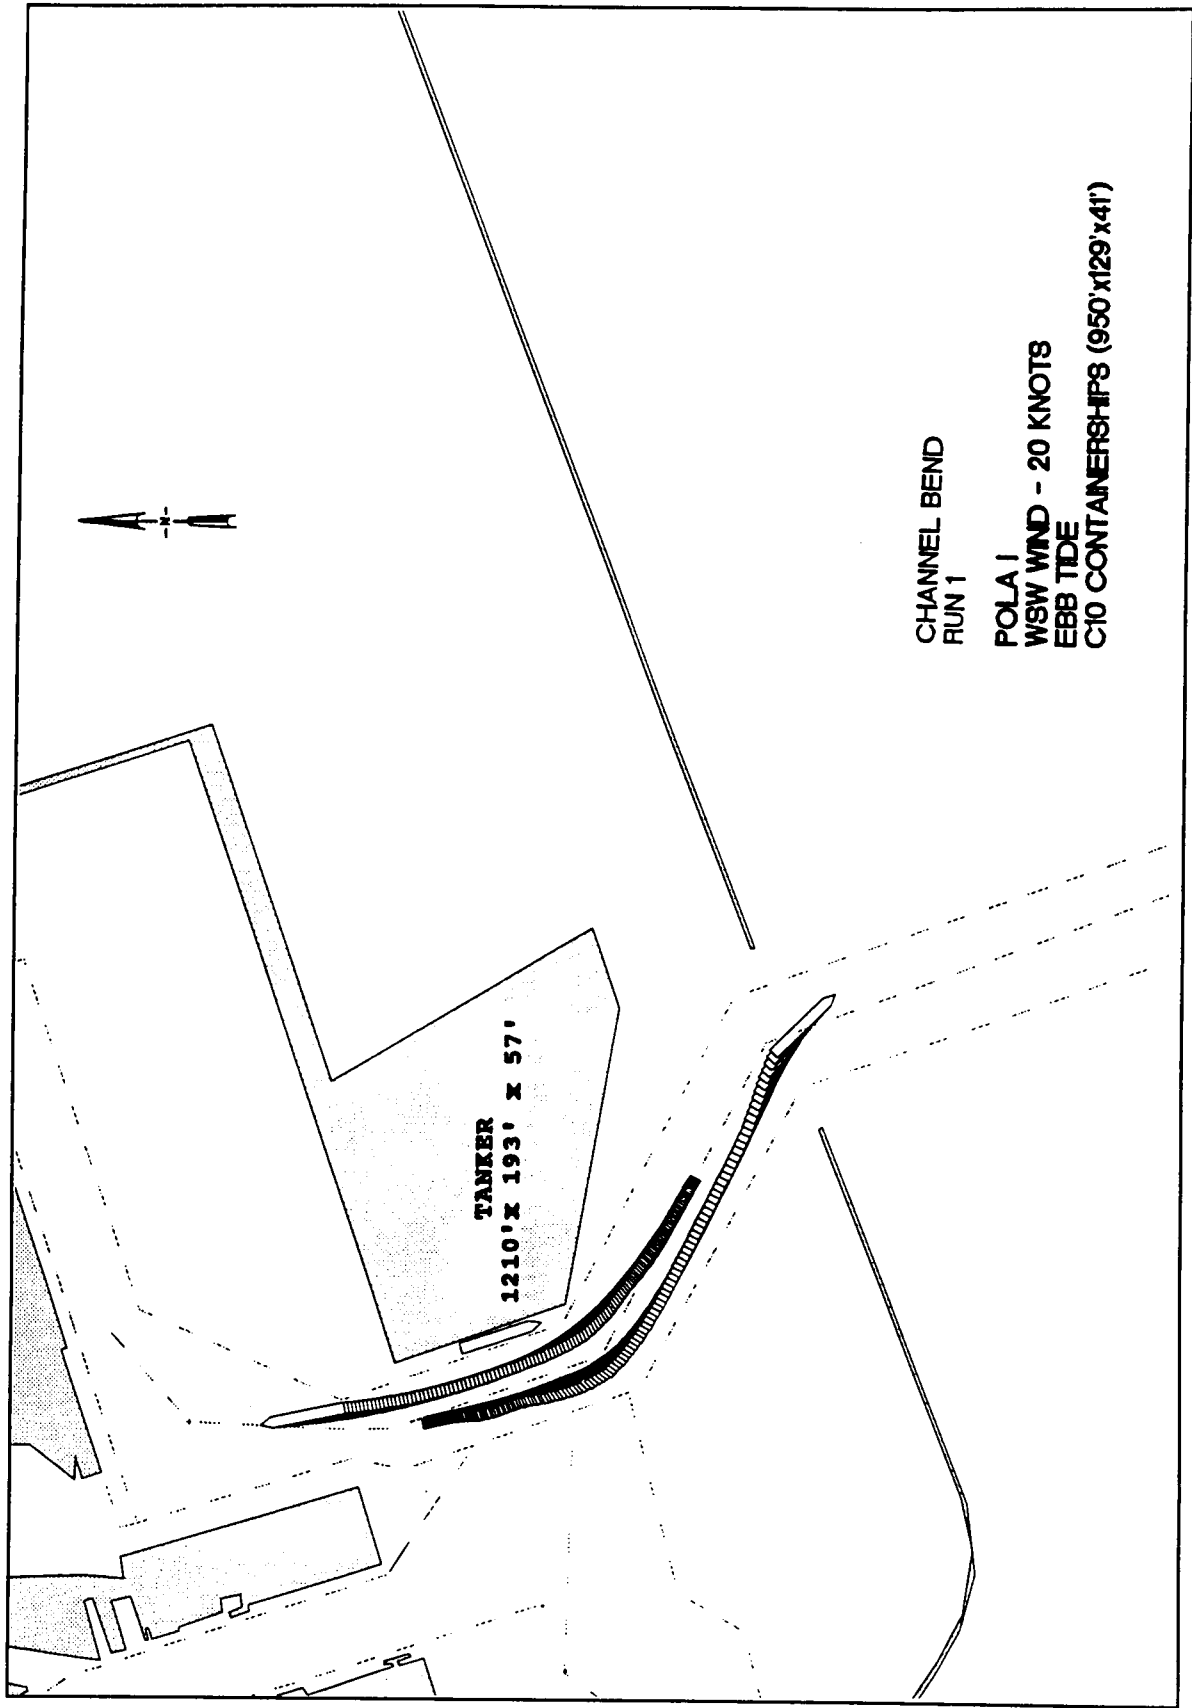 -N-
TANKER
1210'X 193' X 57'
CHANNEL BEND
RUN 1
POLA I
WSW WIND - 20 KNOTS
EBB TIDE
C10 CONTAINERSHIPS (950'x129'x41')